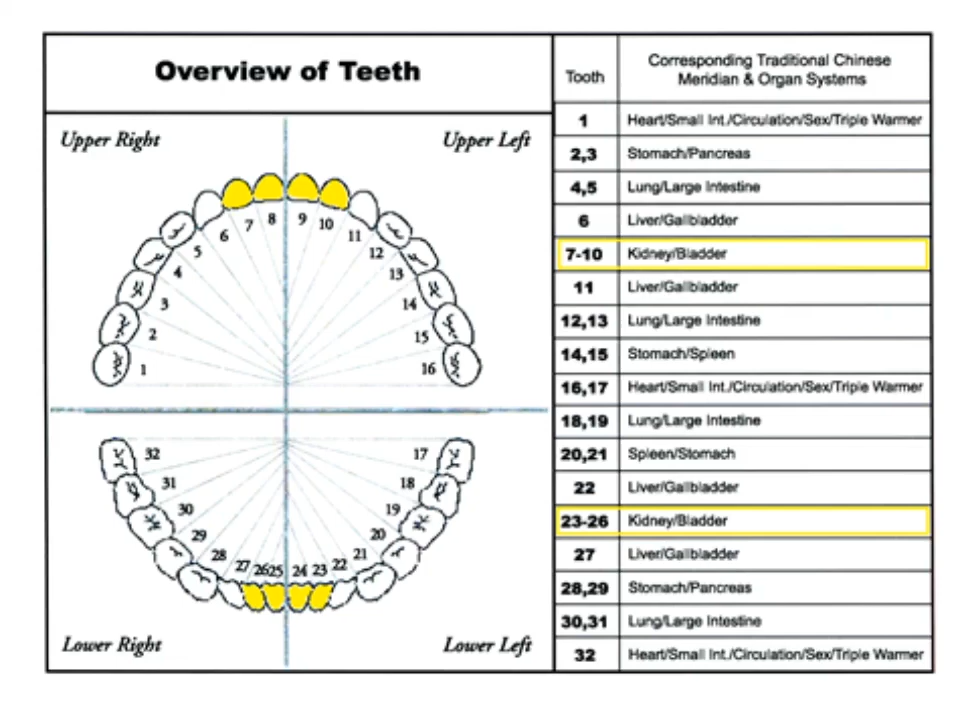 Overview of Teeth
Tooth
Corresponding Traditional Chinese
Meridian & Organ Systems
Upper Right
Upper Left
1
2
3
4
5
6
7
8
9
10
11
12
13
14
15
16
32
31
30
29
28
27
26
25
24
23
22
21
20
19
18
17
Lower Right
Lower Left
1 Heart/Small Int./Circulation/Sex/Triple Warmer
2,3 Stomach/Pancreas
4,5 Lung/Large Intestine
6 Liver/Gallbladder
7-10 Kidney/Bladder
11 Liver/Gallbladder
12,13 Lung/Large Intestine
14,15 Stomach/Spleen
16,17 Heart/Small Int./Circulation/Sex/Triple Warmer
18,19 Lung/Large Intestine
20,21 Spleen/Stomach
22 Liver/Gallbladder
23-26 Kidney/Bladder
27 Liver/Gallbladder
28,29 Stomach/Pancreas
30,31 Lung/Large Intestine
32 Heart/Small Int./Circulation/Sex/Triple Warmer